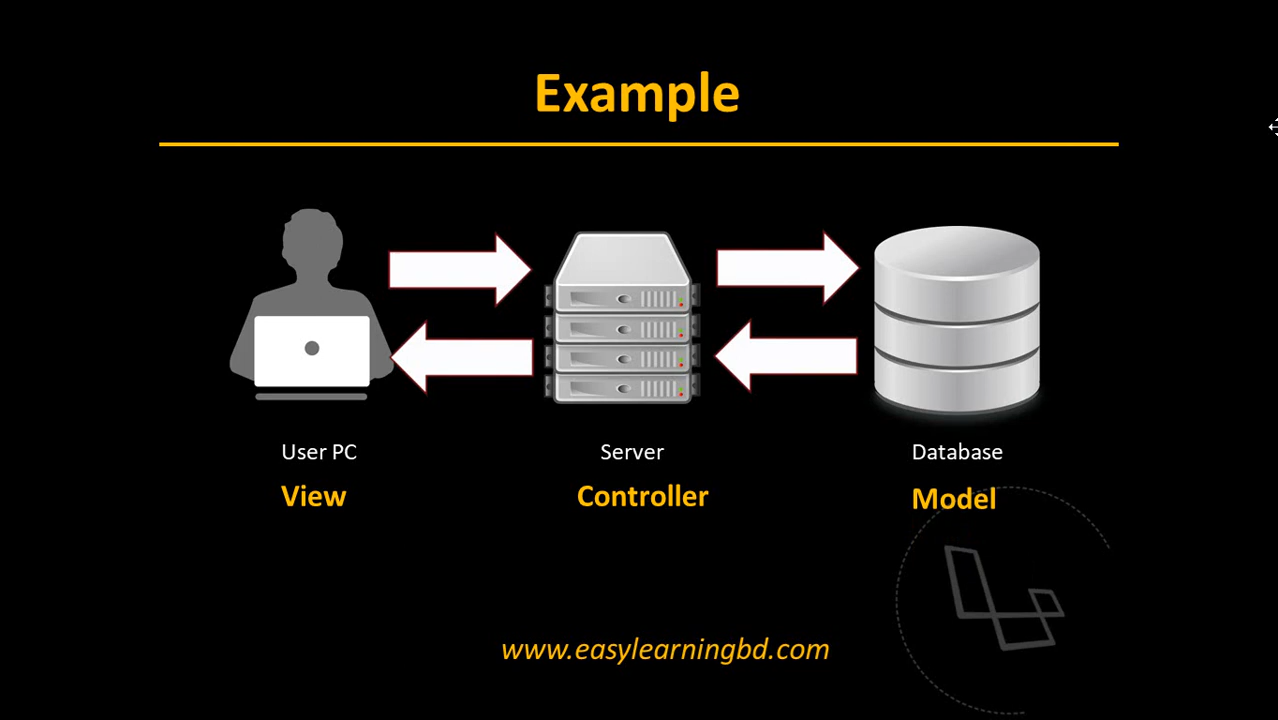 Example
User PC
Server
Database
View
Controller
Model
www.easylearningbd.com